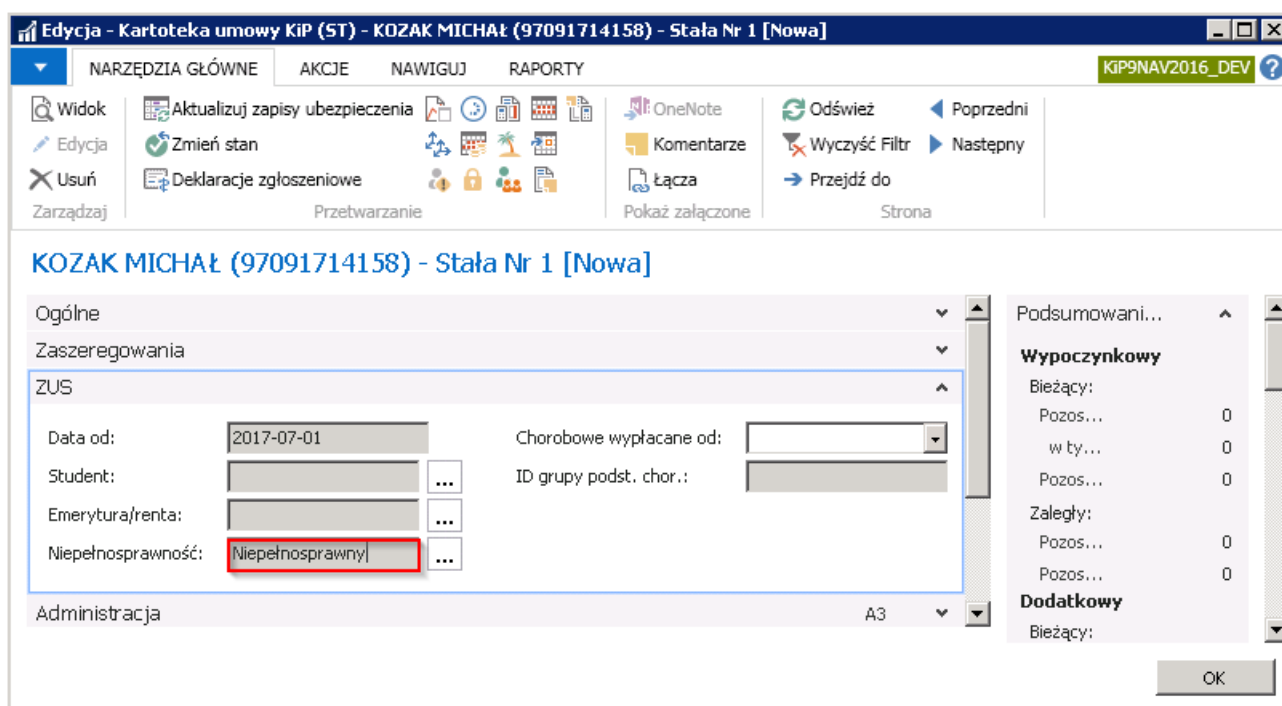 Edycja - Kartoteka umowy KiP (ST) - KOZAK MICHAŁ (97091714158) - Stała Nr 1 [Nowa]
NARZĘDZIA GŁÓWNE AKCJE NAWIGUJ RAPORTY KiP9NAV2016_DEV ?
Widok Aktualizuj zapisy ubezpieczenia OneNote Odśwież Poprzedni
Edycja Zmień stan Komentarze Wyczyść Filtr Następny
Usuń Deklaracje zgłoszeniowe Łącza Przejdź do
Zarządzaj Przetwarzanie Pokaż załączone Strona
KOZAK MICHAŁ (97091714158) - Stała Nr 1 [Nowa]
Ogólne
Zaszeregowania
ZUS
Data od: 2017-07-01 Chorobowe wypłacane od:
Student: ... ID grupy podst. chor.:
Emerytura/renta: ...
Niepełnosprawność: Niepełnosprawny ...
Administracja A3
Podsumowani...
Wypoczynkowy
Bieżący:
Pozos... 0
w ty... 0
Pozos... 0
Zaległy:
Pozos... 0
Pozos... 0
Dodatkowy
Bieżący:
OK